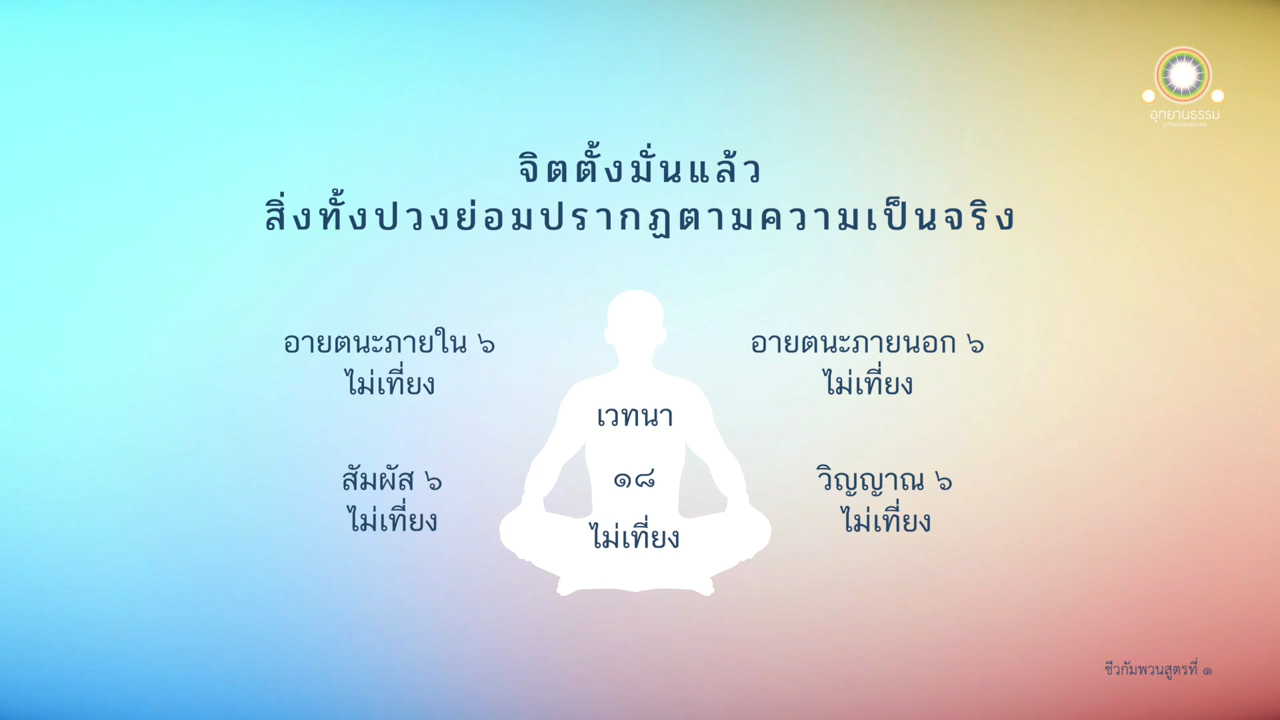 อุทยานธรรม
UTTAYARNDHAM
จิตตั้งมั่นแล้ว
สิ่งทั้งปวงย่อมปรากฏตามความเป็นจริง
อายตนะภายใน ๖
ไม่เที่ยง
อายตนะภายนอก ๖
ไม่เที่ยง
เวทนา
๑๘
ไม่เที่ยง
สัมผัส ๖
ไม่เที่ยง
วิญญาณ ๖
ไม่เที่ยง
ชีวกัมพวนสูตรที่ ๑